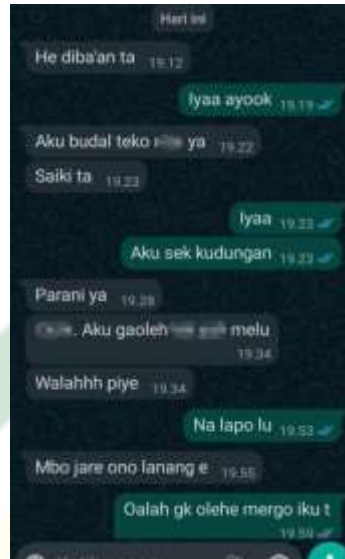 Hari ini
He diba'an ta 19.12
Iyaa ayook 19.19
Aku budal teko ya 19.22
Saiki ta 19.23
Iyaa 19.23
Aku sek kudungan 19.23
Parani ya 19.28
. Aku gaoleh melu
19.34
Walahhh piye 19.34
Na lapo lu 19.53
Mbo jare ono lanang e 19.55
Oalah gk olehe mergo iku t
19.59